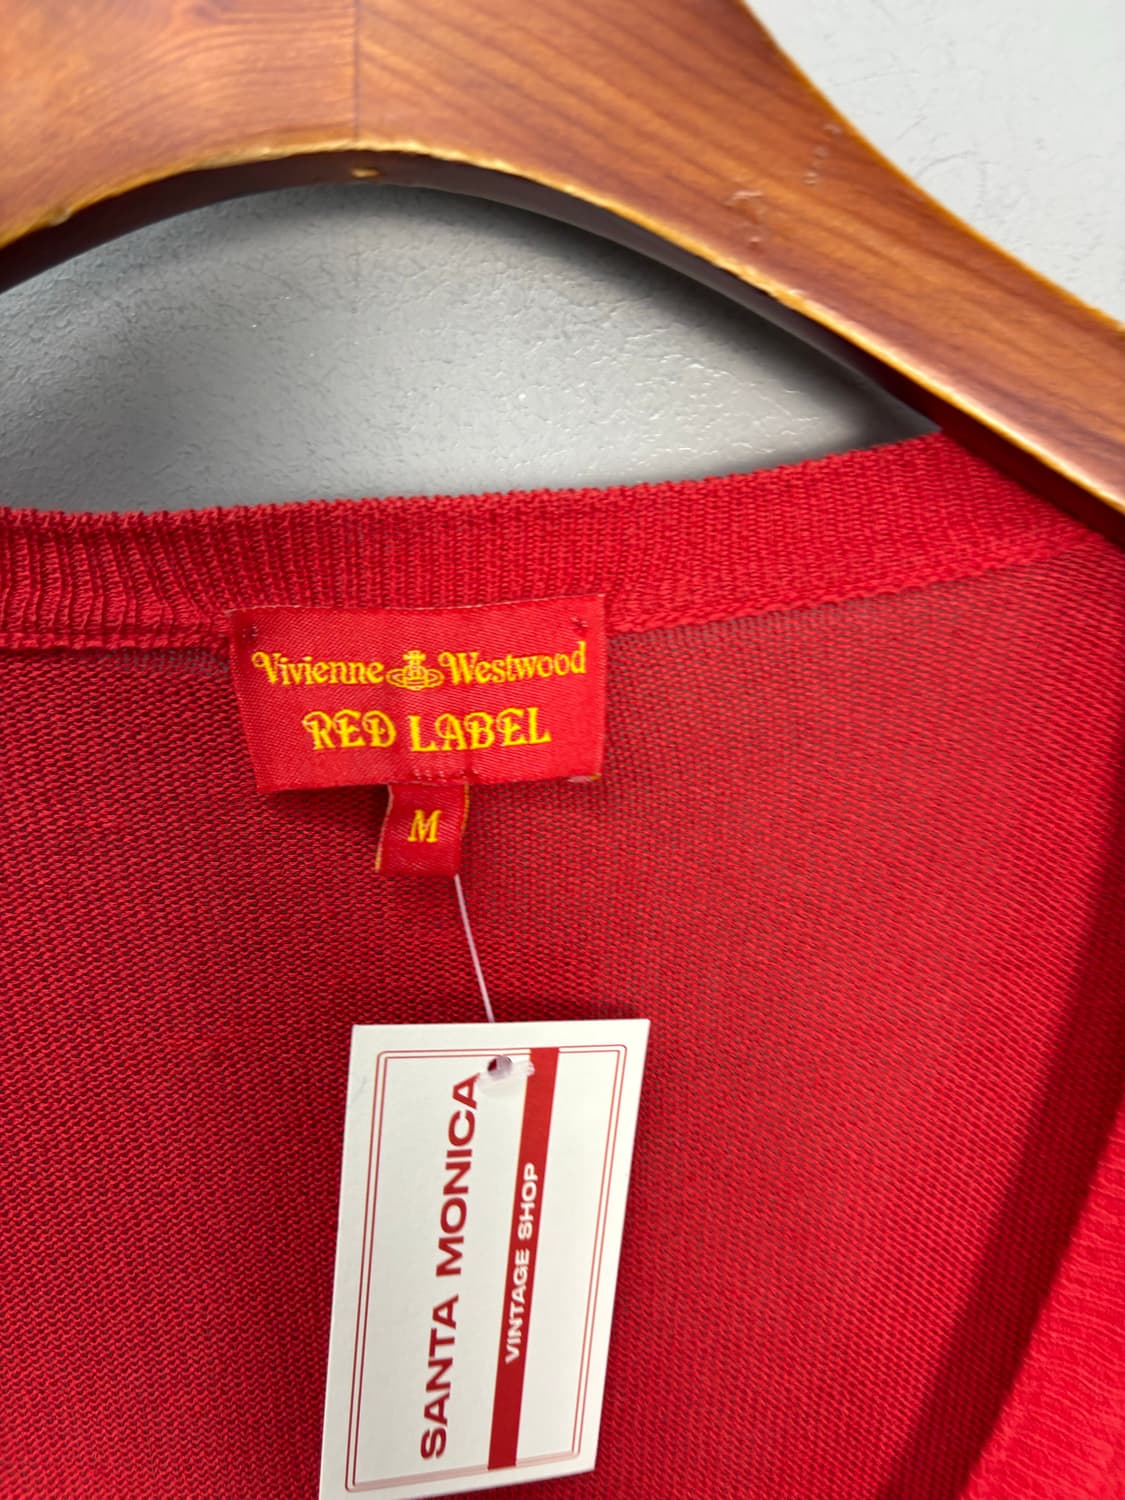 Vivienne Westwood
RED LABEL
M
SANTA MONICA
VINTAGE SHOP